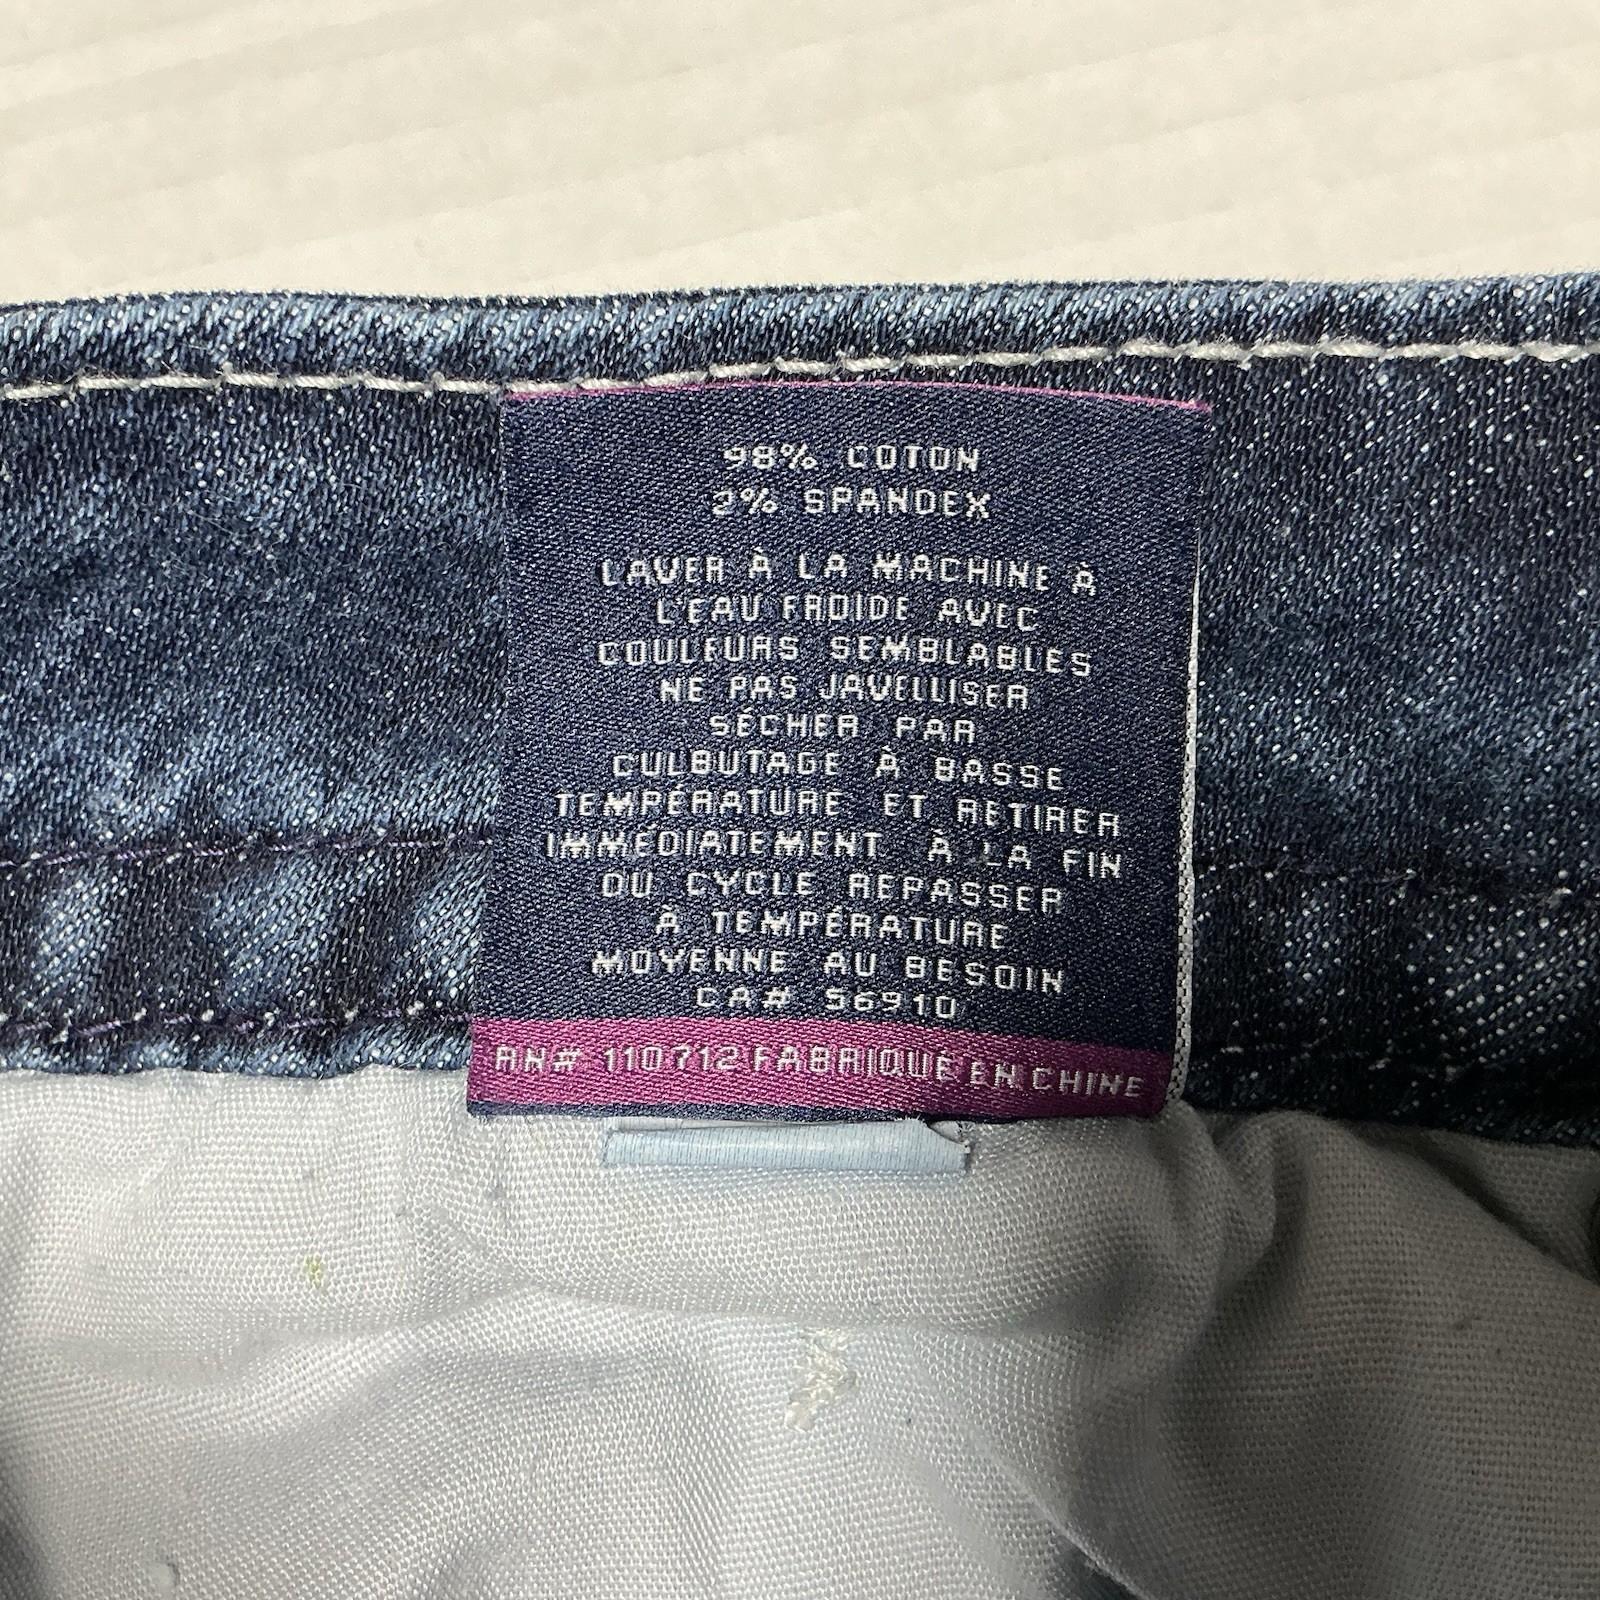 98% COTON
2% SPANDEX
LAVER À LA MACHINE À
L'EAU FROIDE AVEC
COULEURS SEMBLABLES
NE PAS JAVELLISER
SÉCHER PAR
CULBUTAGE À BASSE
TEMPÉRATURE ET RETIRER
IMMÉDIATEMENT À LA FIN
DU CYCLE REPASSER
À TEMPÉRATURE
MOYENNE AU BESOIN
CA# 56910
RN# 110712 FABRIQUÉ EN CHINE